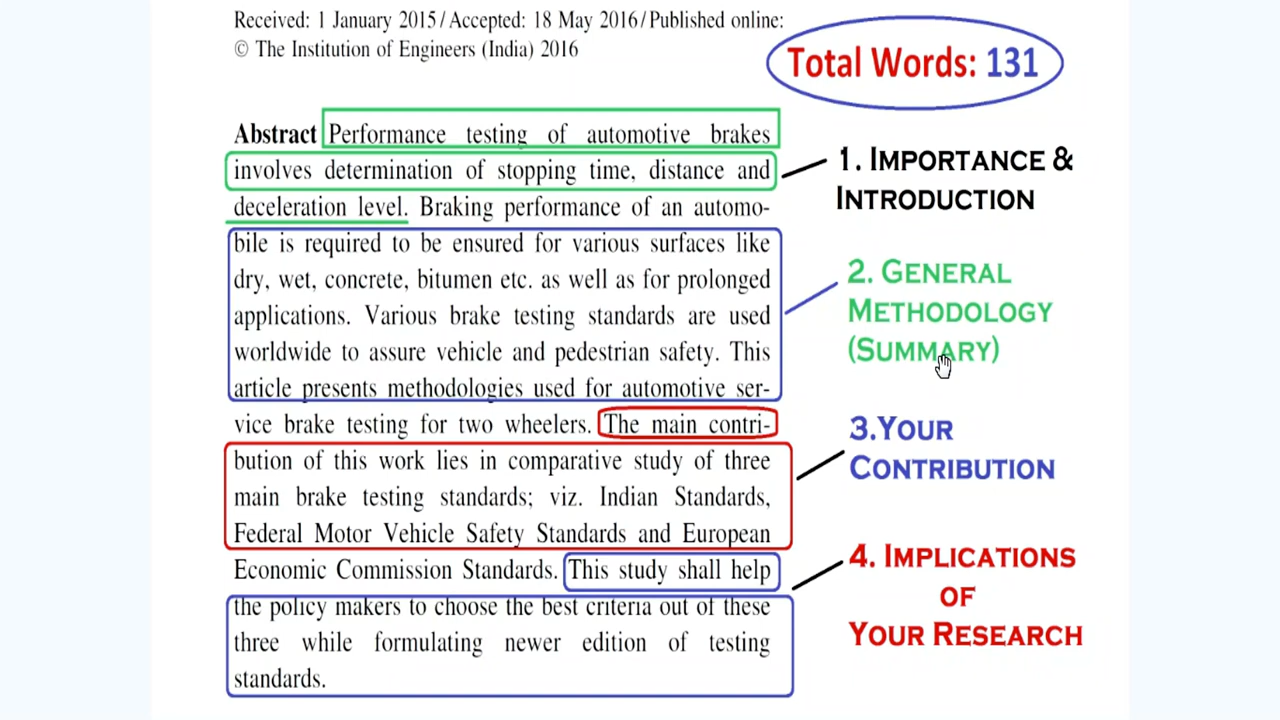 Received: 1 January 2015 / Accepted: 18 May 2016 / Published online:
© The Institution of Engineers (India) 2016
Total Words: 131
Abstract Performance testing of automotive brakes
involves determination of stopping time, distance and
deceleration level. Braking performance of an automo-
bile is required to be ensured for various surfaces like
dry, wet, concrete, bitumen etc. as well as for prolonged
applications. Various brake testing standards are used
worldwide to assure vehicle and pedestrian safety. This
article presents methodologies used for automotive ser-
vice brake testing for two wheelers. The main contri-
bution of this work lies in comparative study of three
main brake testing standards; viz. Indian Standards,
Federal Motor Vehicle Safety Standards and European
Economic Commission Standards. This study shall help
the policy makers to choose the best criteria out of these
three while formulating newer edition of testing
standards.
1. IMPORTANCE &
INTRODUCTION
2. GENERAL
METHODOLOGY
(SUMMARY)
3.YOUR
CONTRIBUTION
4. IMPLICATIONS
OF
YOUR RESEARCH